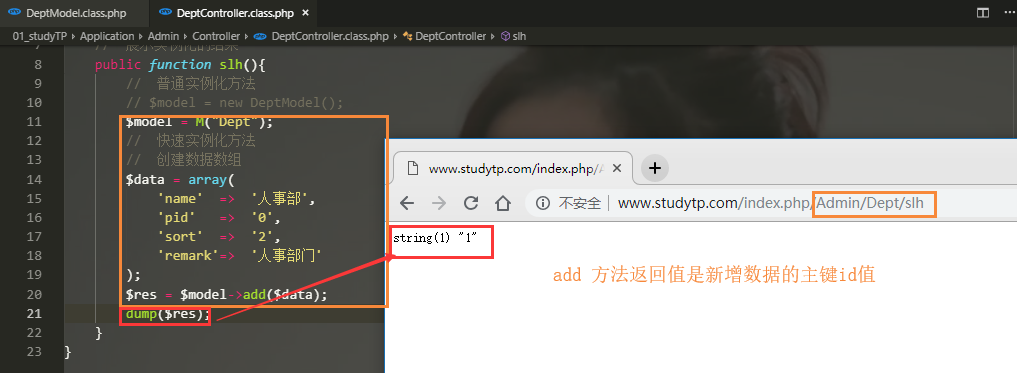 DeptModel.class.php
DeptController.class.php ×
01_studyTP > Application > Admin > Controller > DeptController.class.php > DeptController > slh
7 // 展示实例化的结果
8 public function slh(){
9 // 普通实例化方法
10 // $model = new DeptModel();
11 $model = M("Dept");
12 // 快速实例化方法
13 // 创建数据数组
14 $data = array(
15 'name' => '人事部',
16 'pid' => '0',
17 'sort' => '2',
18 'remark'=> '人事部门'
19 );
20 $res = $model->add($data);
21 dump($res);
22 }
23 }
www.studytp.com/index.php/A
不安全 | www.studytp.com/index.php/Admin/Dept/slh
string(1) "1"
add 方法返回值是新增数据的主键id值